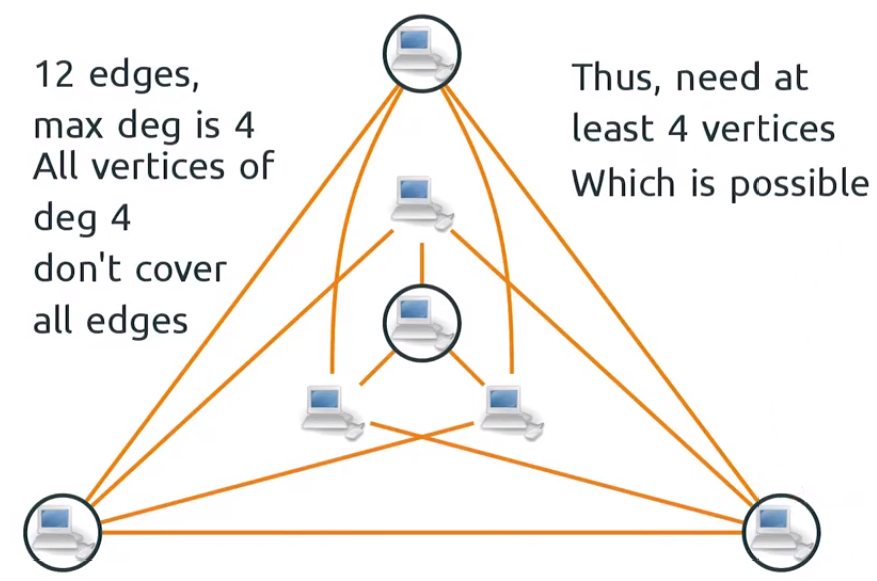 12 edges,
max deg is 4
All vertices of
deg 4
don't cover
all edges
Thus, need at
least 4 vertices
Which is possible